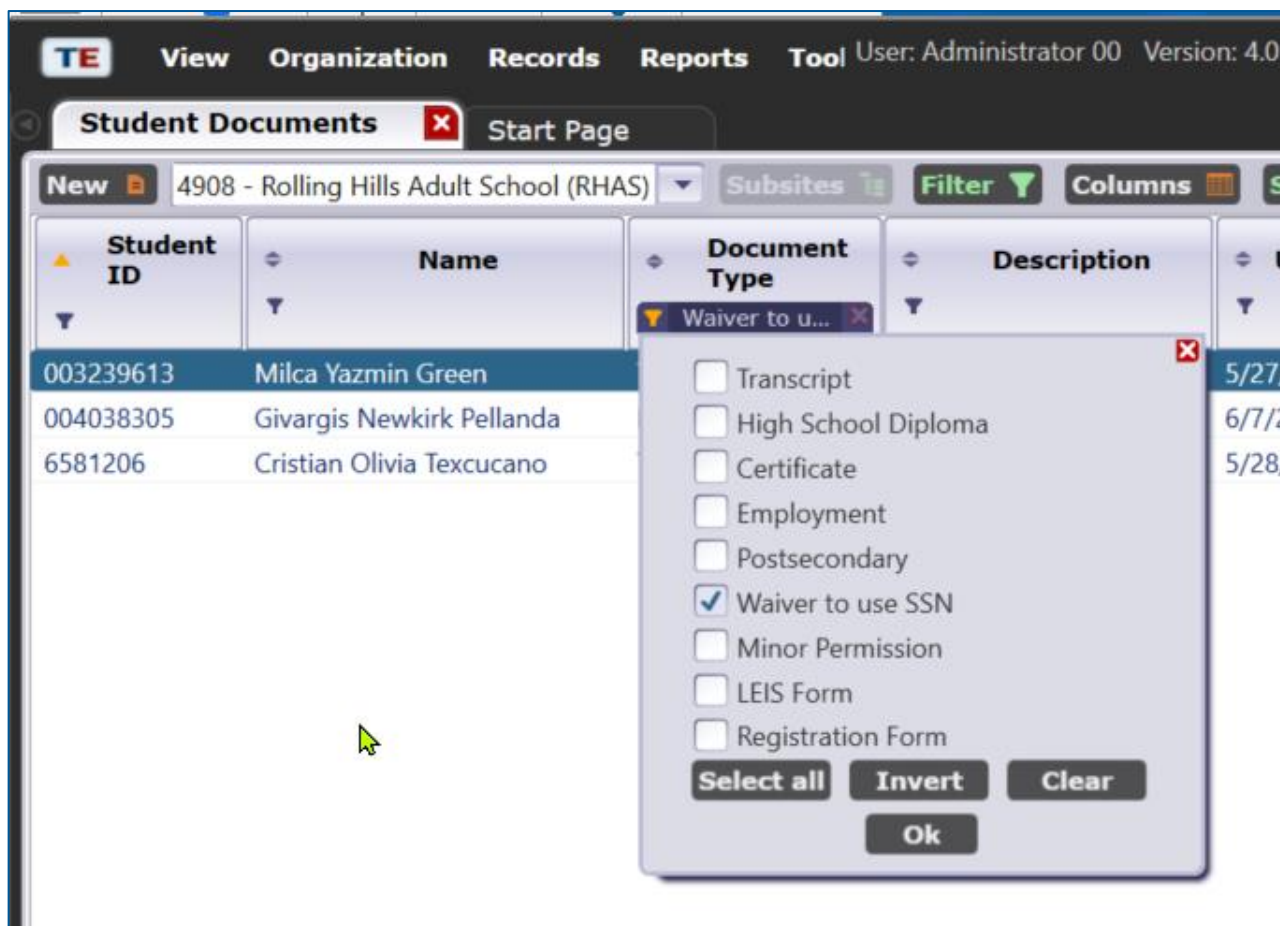 TE View Organization Records Reports Tool User: Administrator 00 Version: 4.0
Student Documents Start Page
New 4908 - Rolling Hills Adult School (RHAS) Subsites Filter Columns
Student ID Name Document Type Description
Waiver to u...
003239613 Milca Yazmin Green 5/27
004038305 Givargis Newkirk Pellanda 6/7/2
6581206 Cristian Olivia Texcucano 5/28
Transcript
High School Diploma
Certificate
Employment
Postsecondary
Waiver to use SSN
Minor Permission
LEIS Form
Registration Form
Select all Invert Clear
Ok